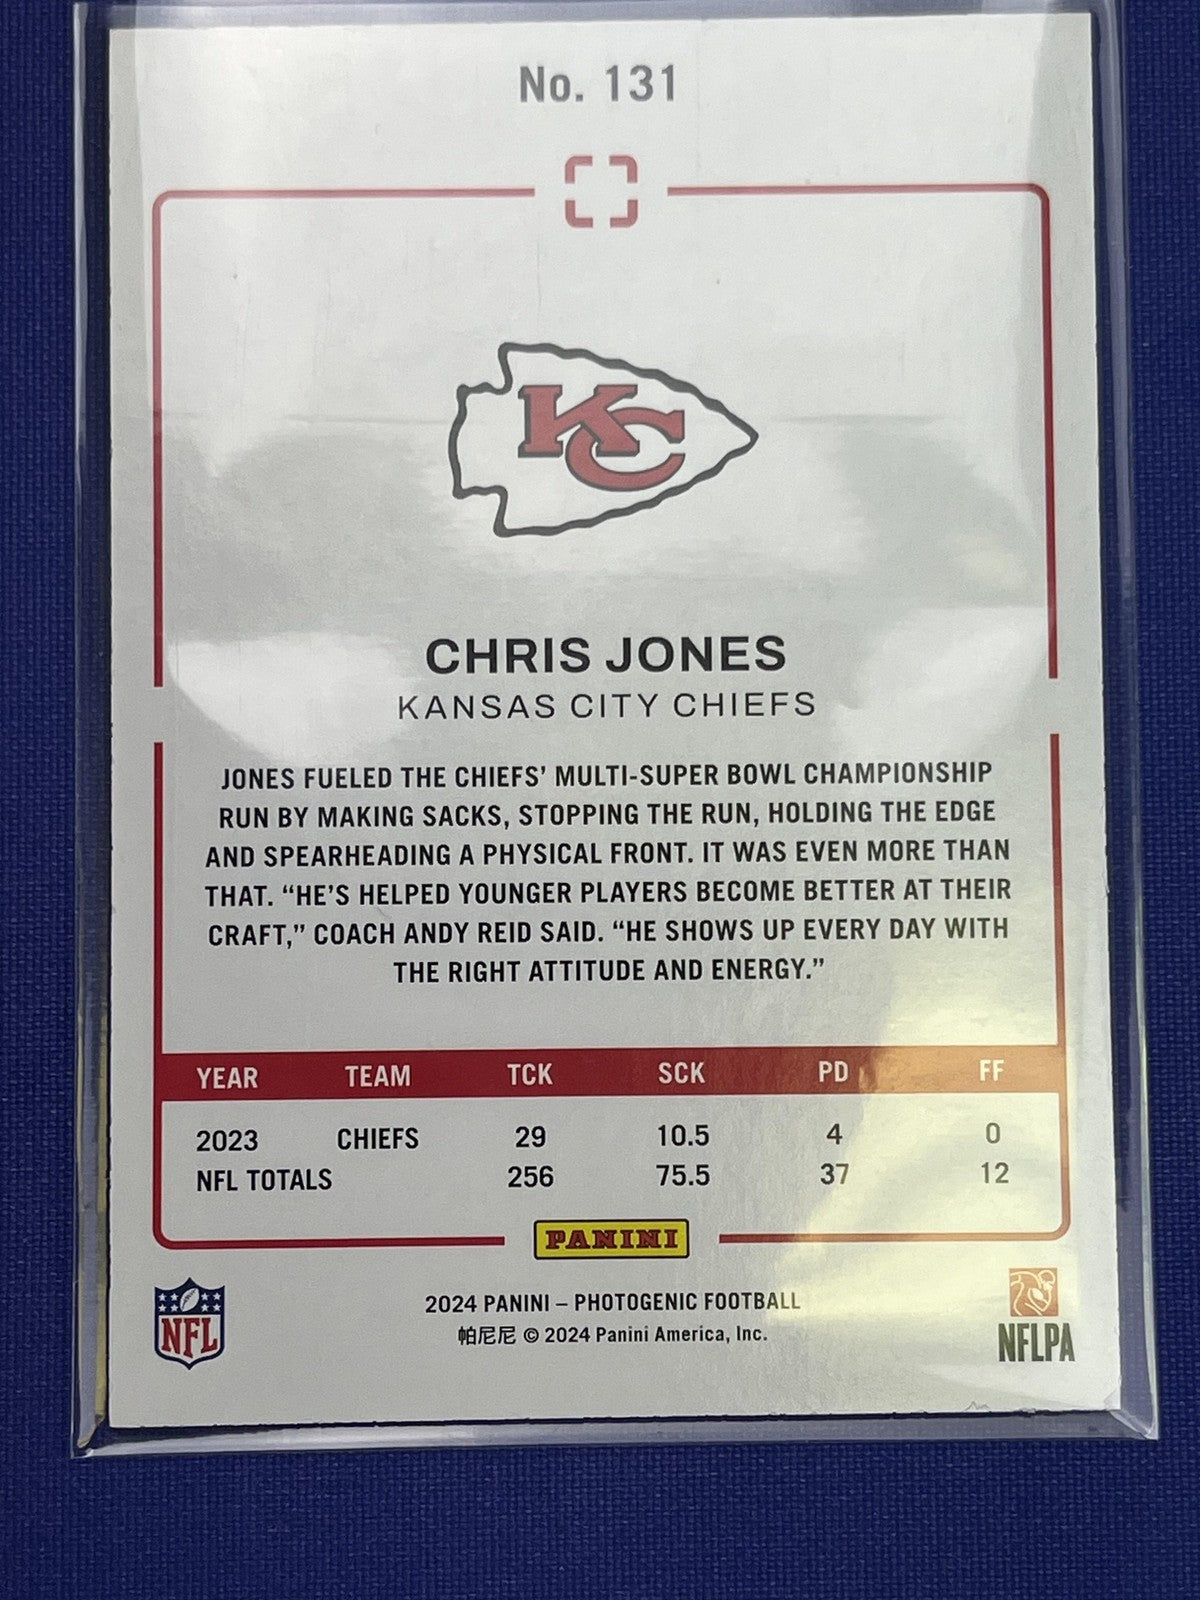 No. 131
KC
CHRIS JONES
KANSAS CITY CHIEFS
JONES FUELED THE CHIEFS' MULTI-SUPER BOWL CHAMPIONSHIP
RUN BY MAKING SACKS, STOPPING THE RUN, HOLDING THE EDGE
AND SPEARHEADING A PHYSICAL FRONT. IT WAS EVEN MORE THAN
THAT. “HE'S HELPED YOUNGER PLAYERS BECOME BETTER AT THEIR
CRAFT,” COACH ANDY REID SAID. “HE SHOWS UP EVERY DAY WITH
THE RIGHT ATTITUDE AND ENERGY.”
YEAR TEAM TCK SCK PD FF
2023 CHIEFS 29 10.5 4 0
NFL TOTALS 256 75.5 37 12
PANINI
NFL
2024 PANINI – PHOTOGENIC FOOTBALL
帕尼尼 © 2024 Panini America, Inc.
NFLPA